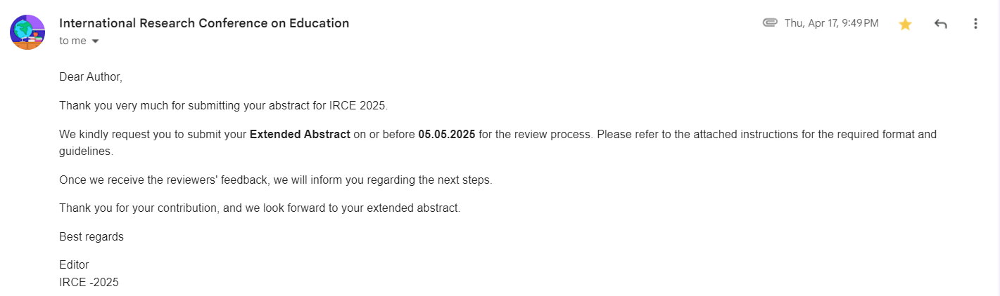 International Research Conference on Education
Thu, Apr 17, 9:49 PM
to me
Dear Author,
Thank you very much for submitting your abstract for IRCE 2025.
We kindly request you to submit your Extended Abstract on or before 05.05.2025 for the review process. Please refer to the attached instructions for the required format and
guidelines.
Once we receive the reviewers' feedback, we will inform you regarding the next steps.
Thank you for your contribution, and we look forward to your extended abstract.
Best regards
Editor
IRCE -2025